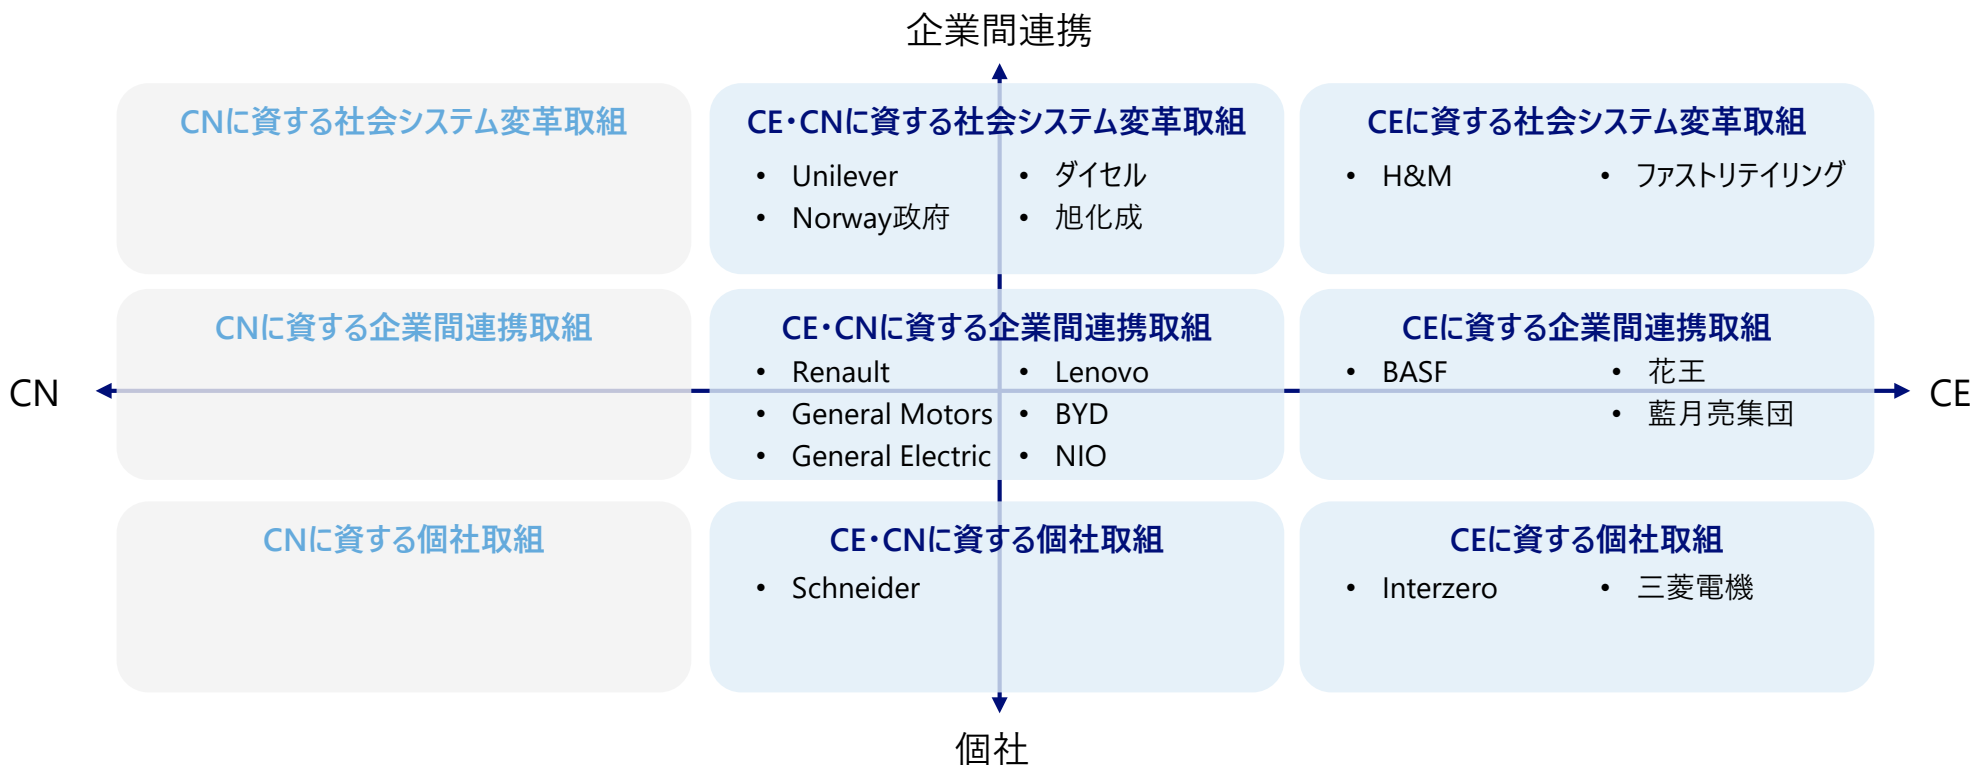 企業間連携
CNに資する社会システム変革取組
CE・CNに資する社会システム変革取組
• Unilever
• Norway政府
• ダイセル
• 旭化成
CEに資する社会システム変革取組
• H&M
• ファストリテイリング
CN
CNに資する企業間連携取組
CE・CNに資する企業間連携取組
• Renault
• General Motors
• General Electric
• Lenovo
• BYD
• NIO
CEに資する企業間連携取組
• BASF
• 花王
• 藍月亮集団
CE
CNに資する個社取組
CE・CNに資する個社取組
• Schneider
CEに資する個社取組
• Interzero
• 三菱電機
個社